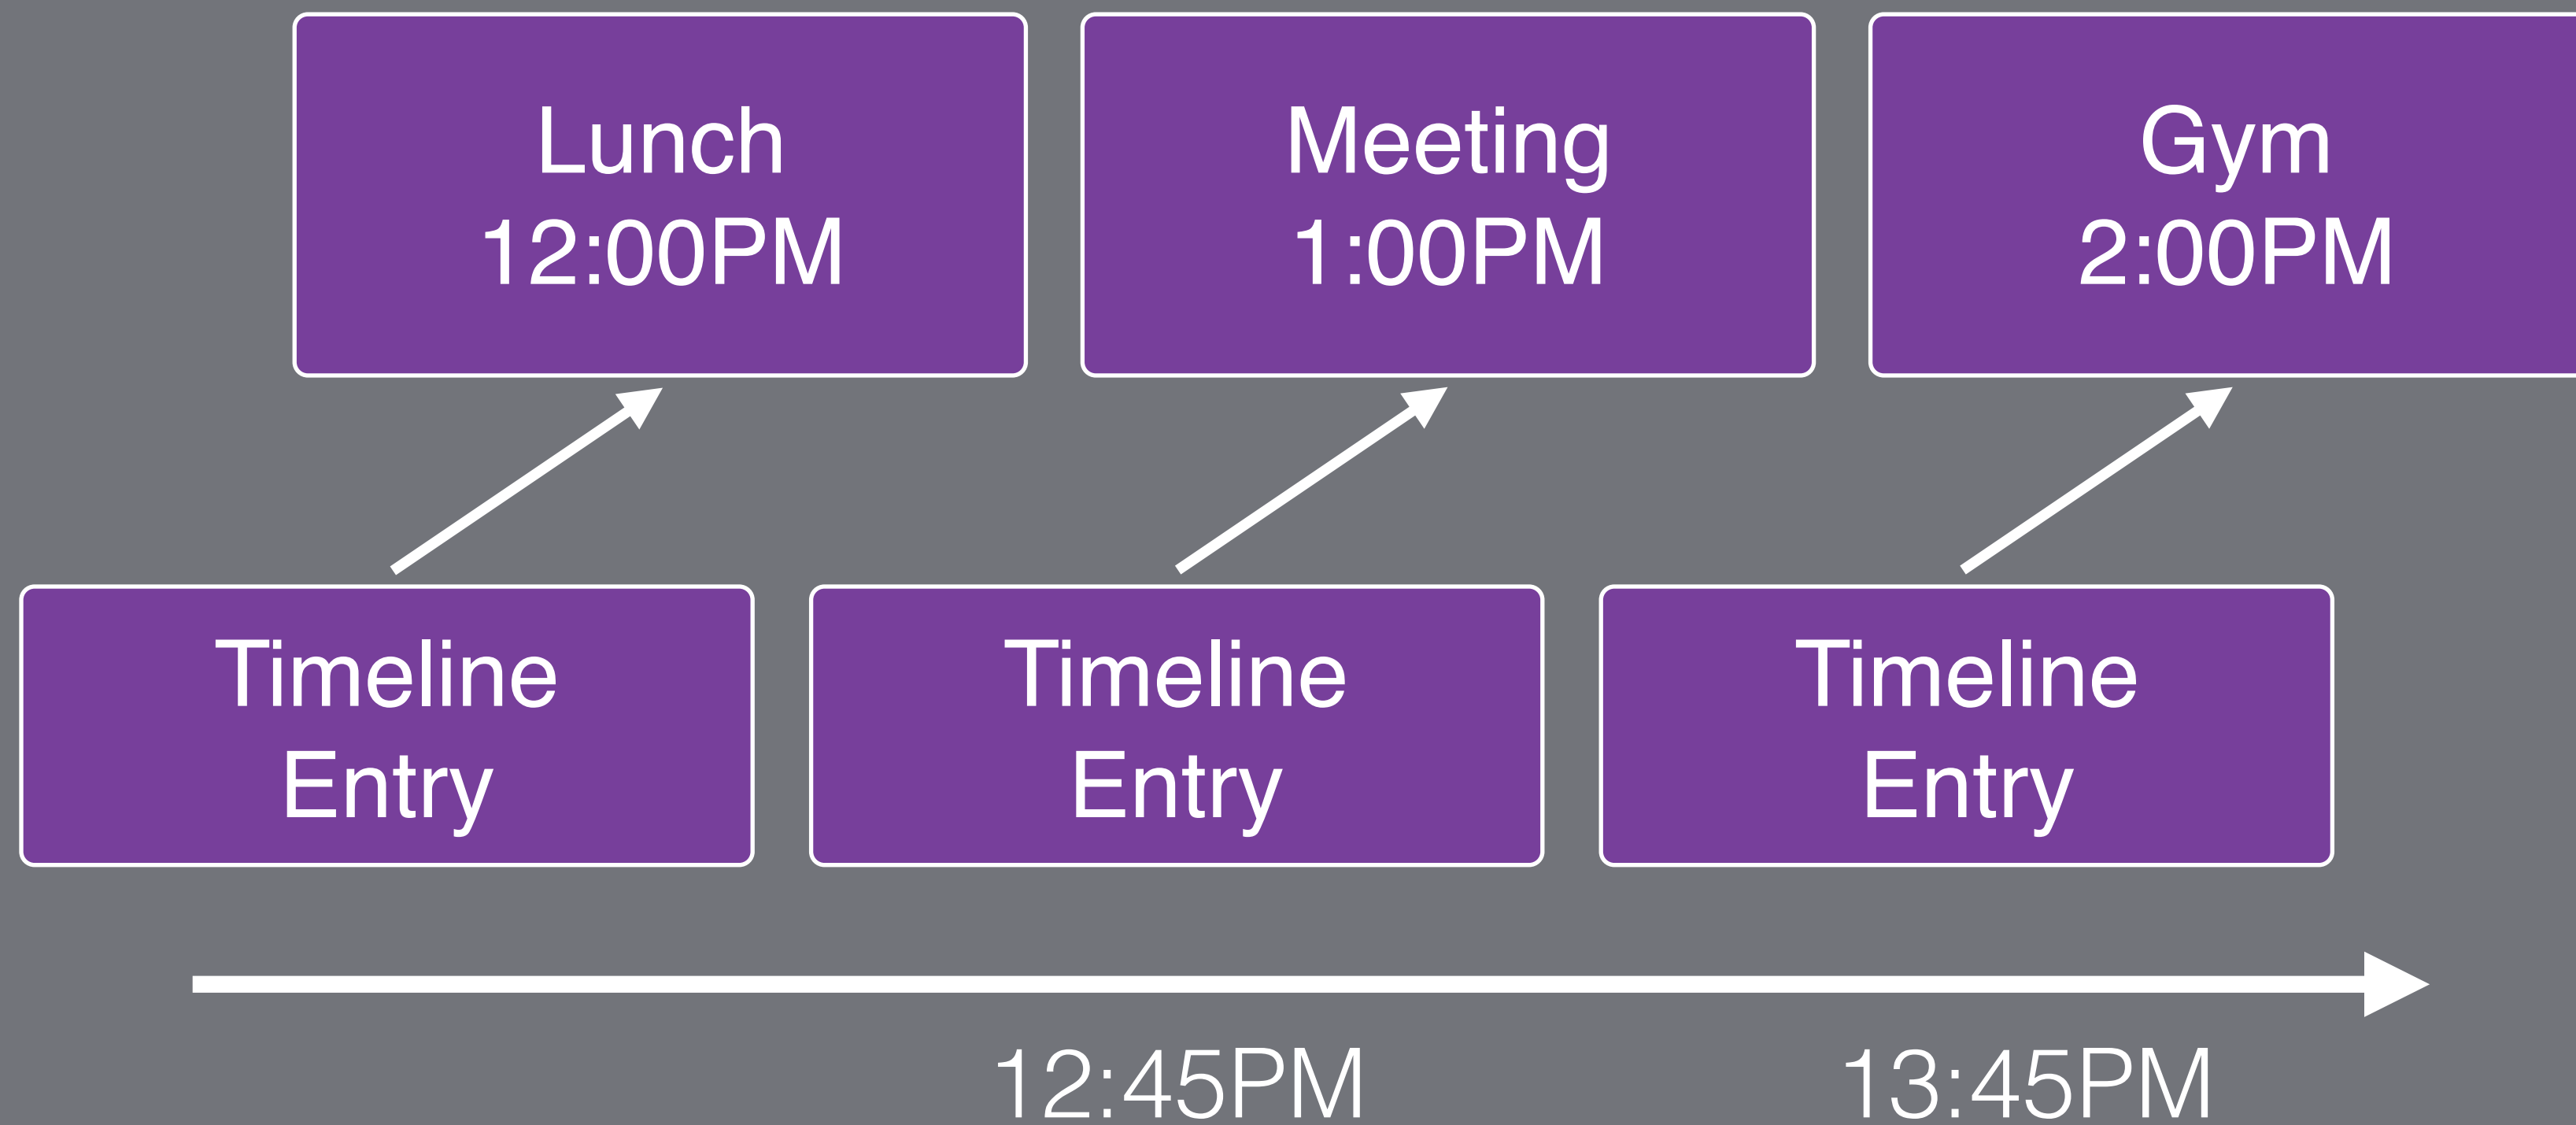 Lunch
12:00PM
Meeting
1:00PM
Gym
2:00PM
Timeline
Entry
Timeline
Entry
Timeline
Entry
12:45PM
13:45PM